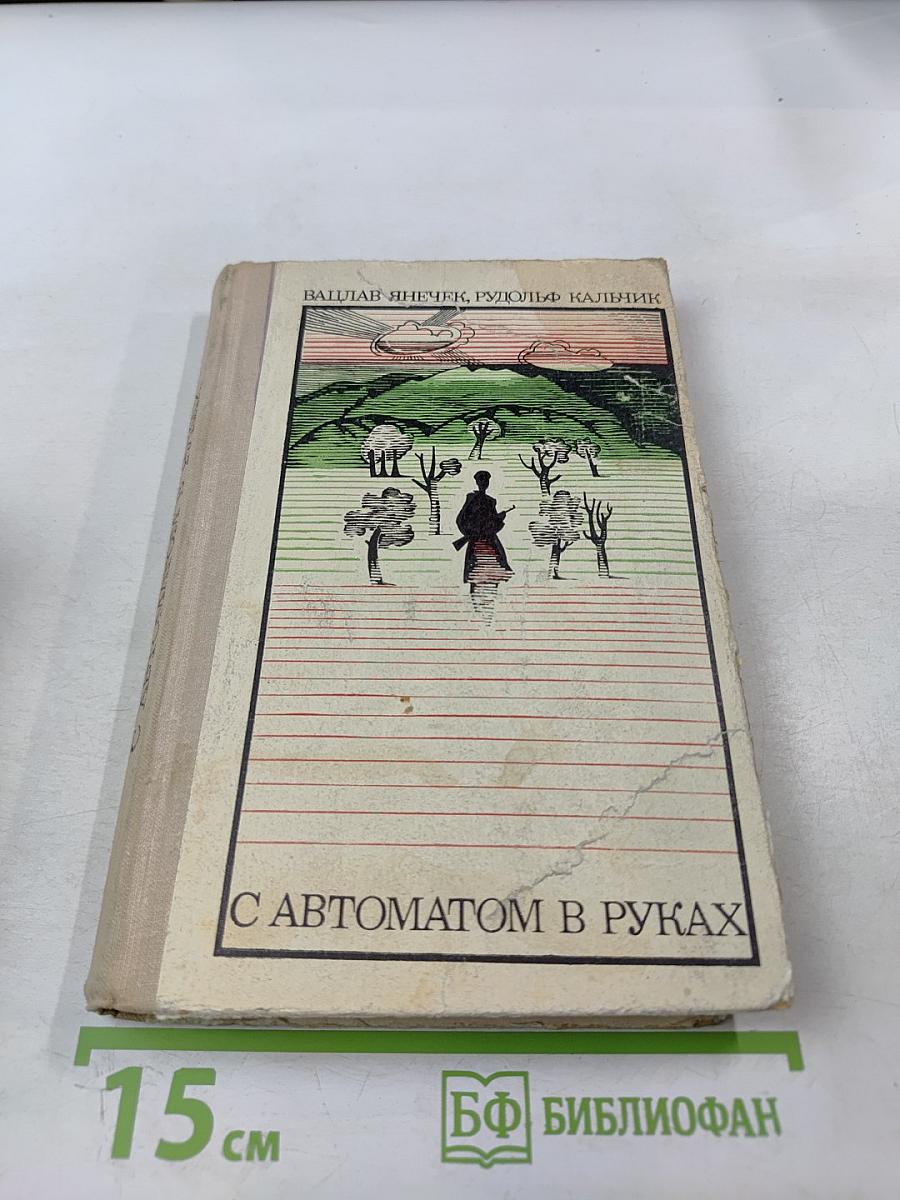 ВАЦЛАВ ЯНЕЧЕК, РУДОЛЬФ КАЛЬЧИК
С АВТОМАТОМ В РУКАХ
15 см
БФ БИБЛИОФАН